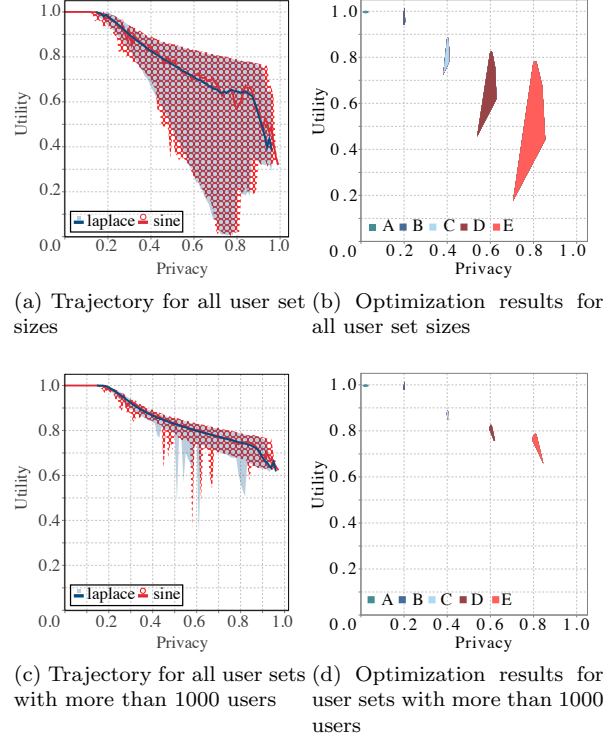 1.0
0.8
0.6
0.4
0.2
0.0
Utility
laplace sine
0.2 0.4 0.6 0.8 1.0
Privacy
1.0
0.8
0.6
0.4
0.2
0.0
Utility
A B C D E
0.2 0.4 0.6 0.8 1.0
Privacy
(a) Trajectory for all user set
sizes
(b) Optimization results for
all user set sizes
1.0
0.8
0.6
0.4
0.2
0.0
Utility
laplace sine
0.2 0.4 0.6 0.8 1.0
Privacy
1.0
0.8
0.6
0.4
0.2
0.0
Utility
A B C D E
0.2 0.4 0.6 0.8 1.0
Privacy
(c) Trajectory for all user sets
with more than 1000 users
(d) Optimization results for
user sets with more than 1000
users